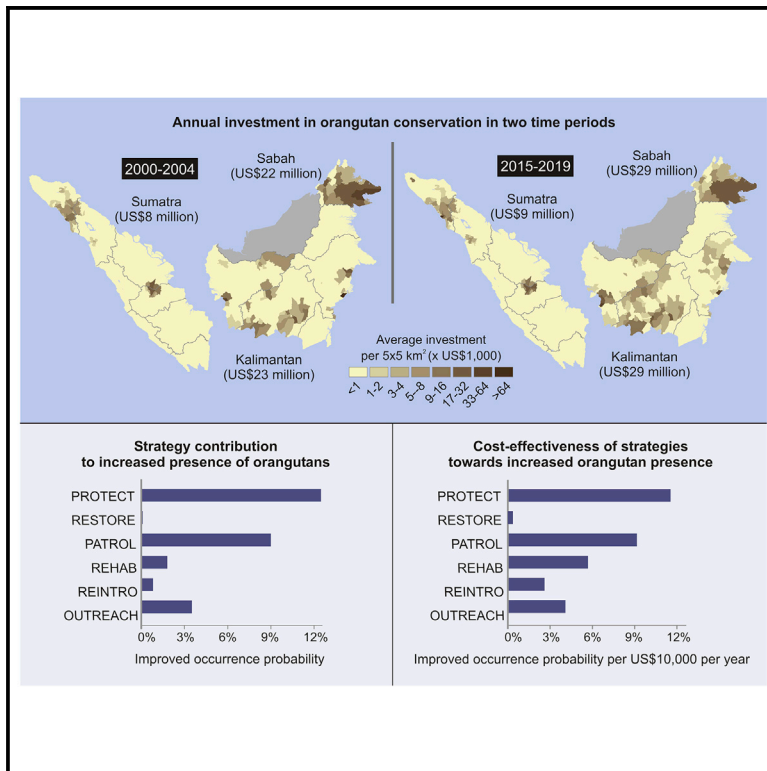 Annual investment in orangutan conservation in two time periods
2000-2004
Sumatra
(US$8 million)
Sabah
(US$22 million)
Kalimantan
(US$23 million)
2015-2019
Sumatra
(US$9 million)
Sabah
(US$29 million)
Kalimantan
(US$29 million)
Average investment
per 5x5 km² (x US$1,000)
<1
1-2
3-4
5--8
9-16
17-32
33-64
>64
Strategy contribution
to increased presence of orangutans
PROTECT
RESTORE
PATROL
REHAB
REINTRO
OUTREACH
0% 3% 6% 9% 12%
Improved occurrence probability
Cost-effectiveness of strategies
towards increased orangutan presence
PROTECT
RESTORE
PATROL
REHAB
REINTRO
OUTREACH
0% 3% 6% 9% 12%
Improved occurrence probability per US$10,000 per year